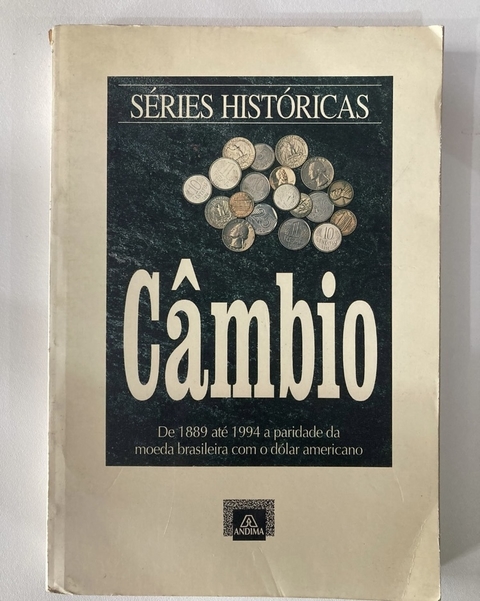 SÉRIES HISTÓRICAS
Câmbio
De 1889 até 1994 a paridade da
moeda brasileira com o dólar americano
ANDIMA